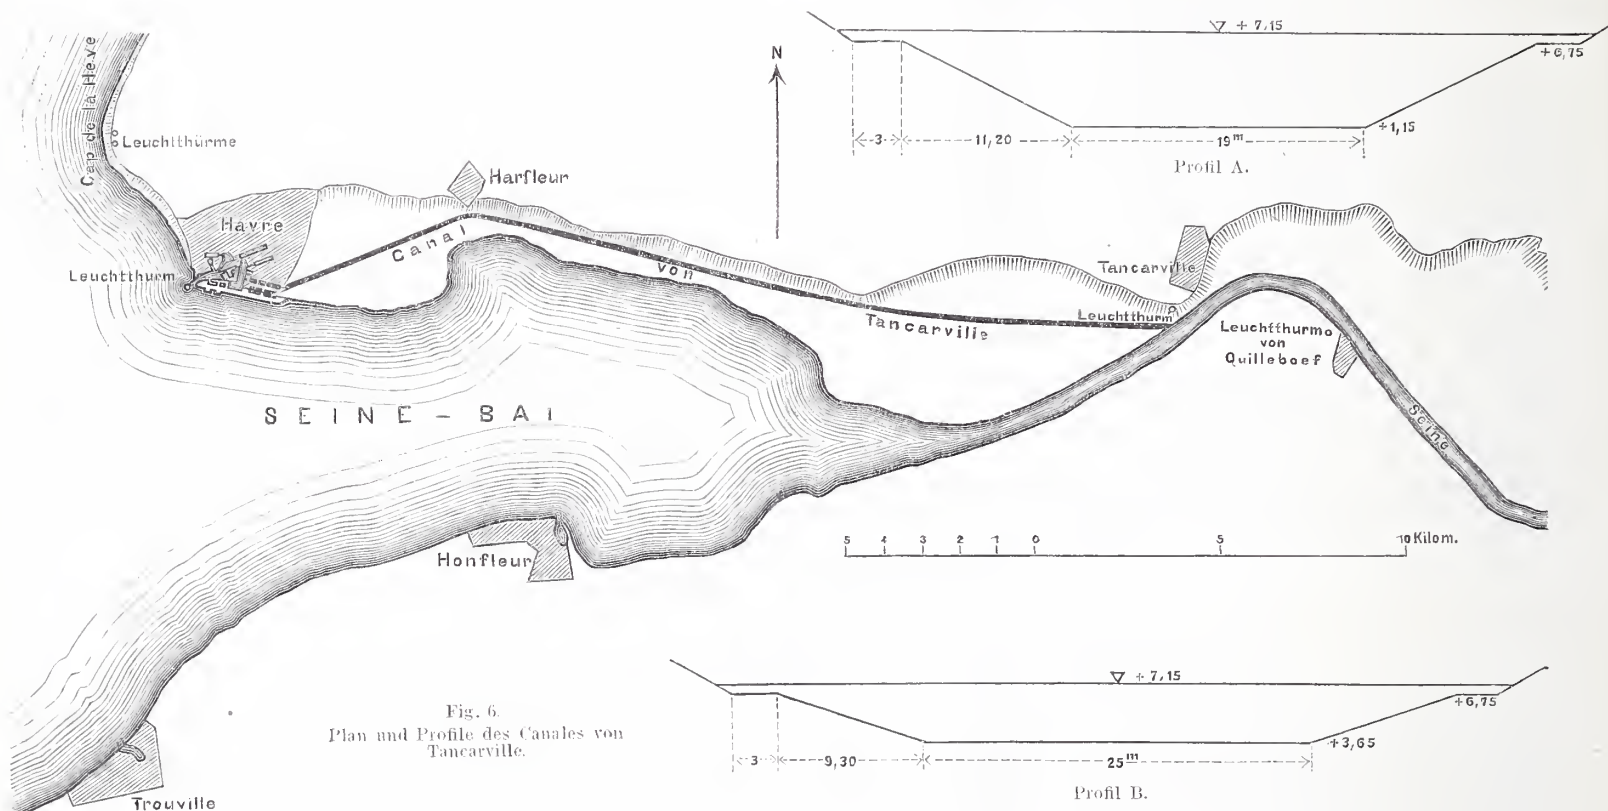 Cap de la Heve
Leuchtthürme
Havre
Leuchtthurm
Harfleur
Canal
von
Tancarville
N
Leuchtthurm
Tancarville
Leuchtthurm
von
Quilleboef
Seine
SEINE-BAI
Honfleur
Trouville
5 4 3 2 1 0 5 10 Kilom.
+ 7,15
+6,75
+1,15
3 11,20 19m
Profil A.
+ 7,15
+6,75
+3,65
3 9,30 25m
Profil B.
Fig. 6.
Plan und Profile des Canales von
Tancarville.